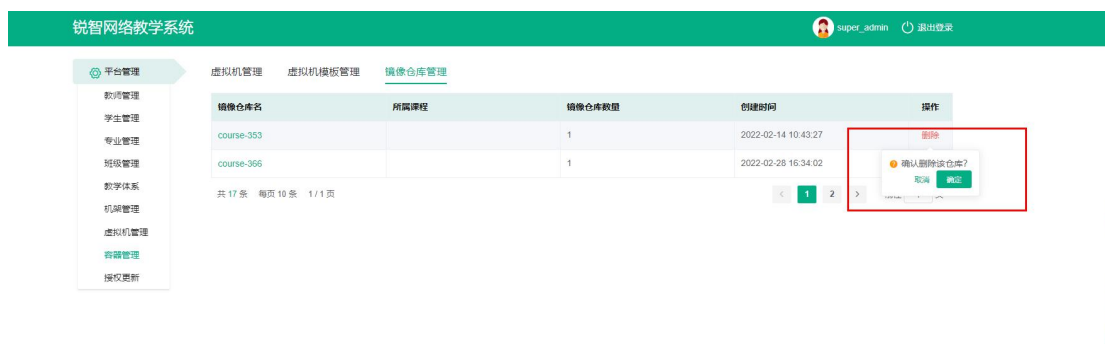 锐智网络教学系统
super_admin 退出登录
平台管理
教师管理
学生管理
专业管理
班级管理
教学体系
机架管理
虚拟机管理
容器管理
授权更新
虚拟机管理 虚拟机模板管理 镜像仓库管理
镜像仓库名 所属课程 镜像仓库数量 创建时间 操作
course-353 1 2022-02-14 10:43:27 删除
course-366 1 2022-02-28 16:34:02
确认删除该仓库?
取消 确定
共 17 条 每页 10 条 1 / 1 页
1 2